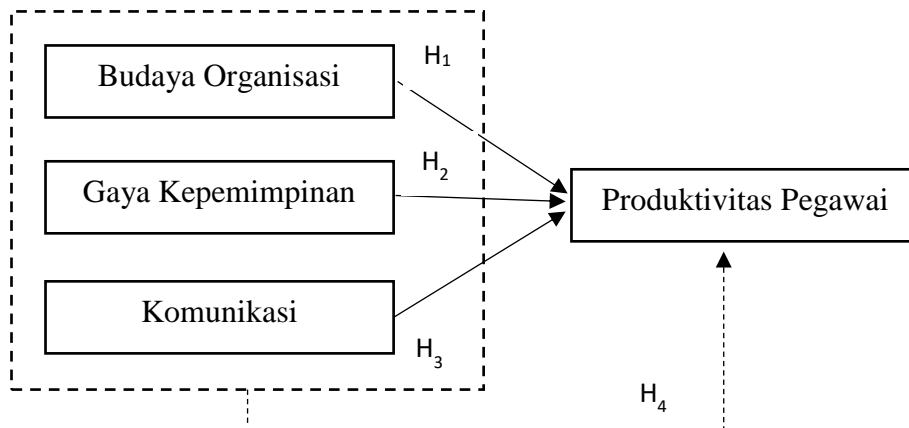 Budaya Organisasi
H1
Gaya Kepemimpinan
H2
Produktivitas Pegawai
Komunikasi
H3
H4